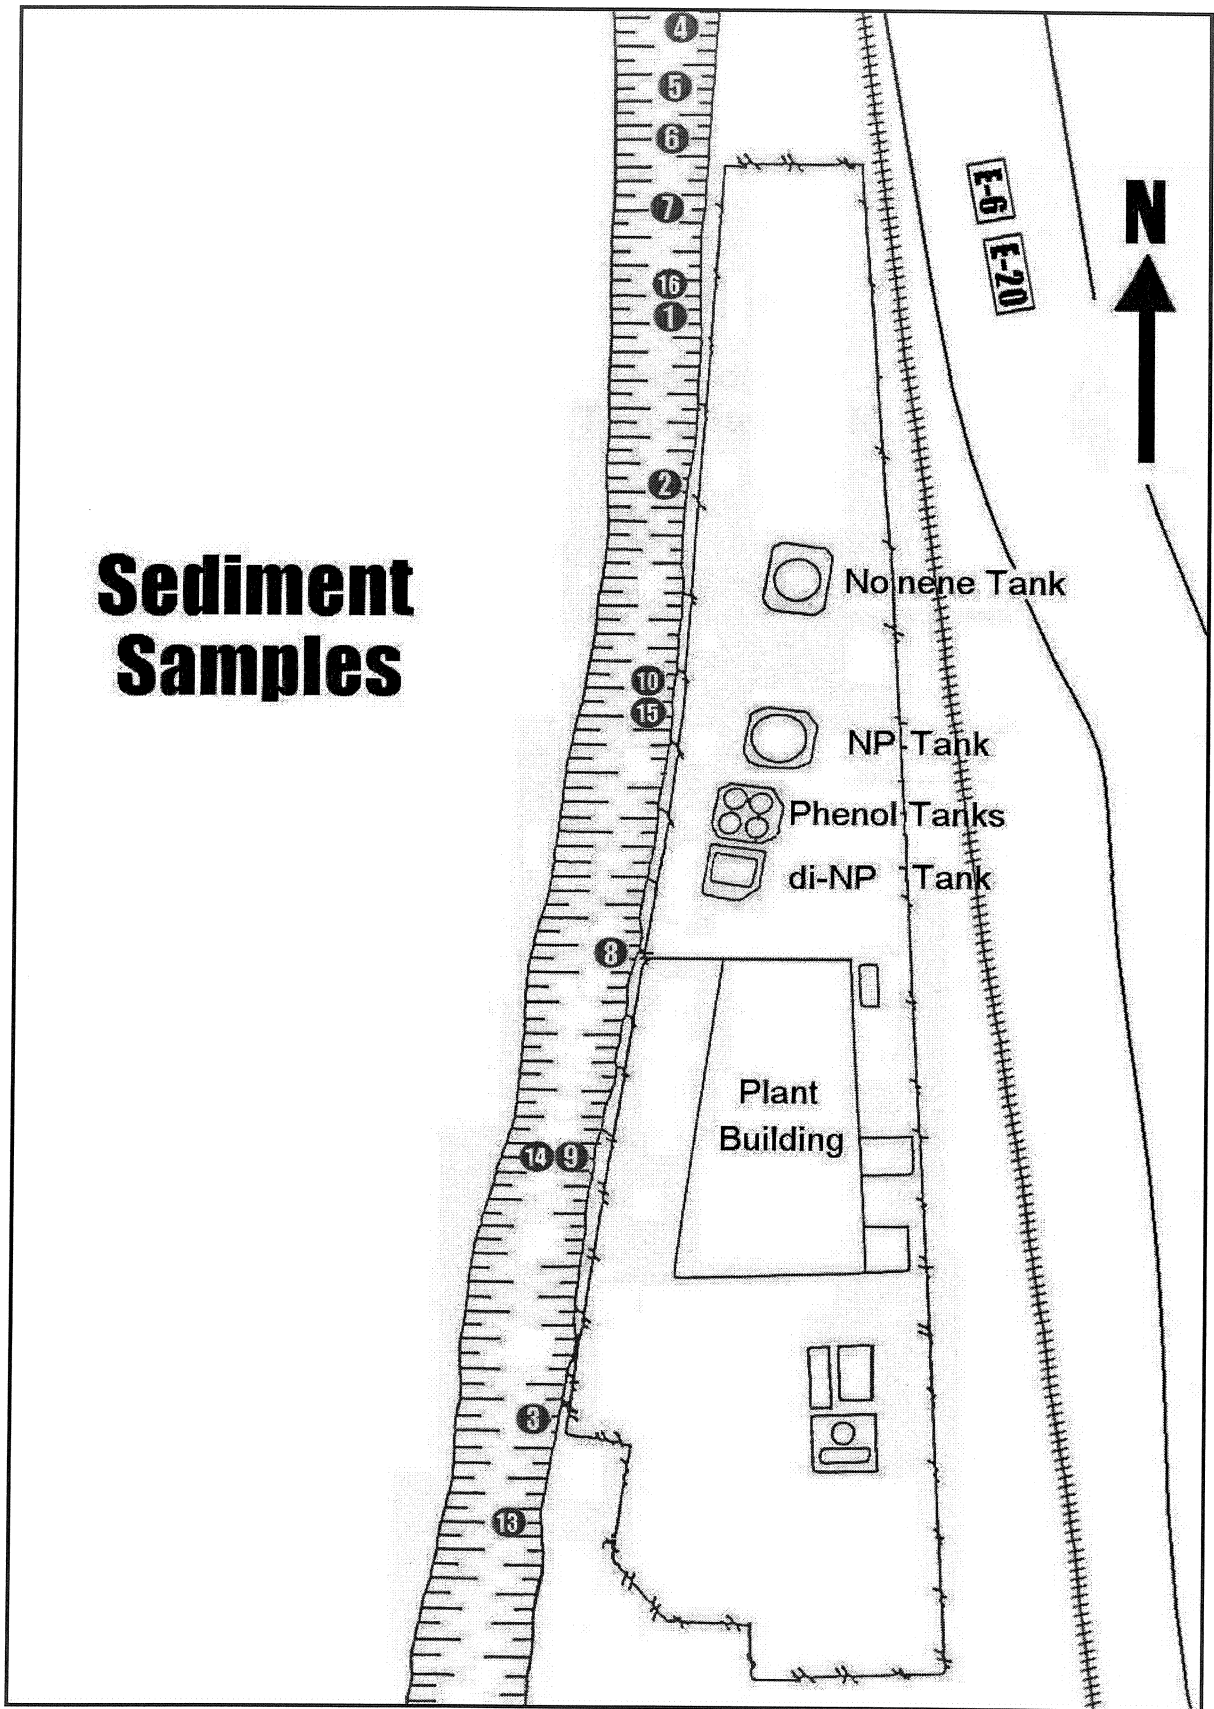 4
5
6
7
E-6
E-20
N
16
1
2
Sediment
Samples
Nonene Tank
10
15
NP Tank
Phenol Tanks
di-NP Tank
8
Plant
Building
14 9
3
13